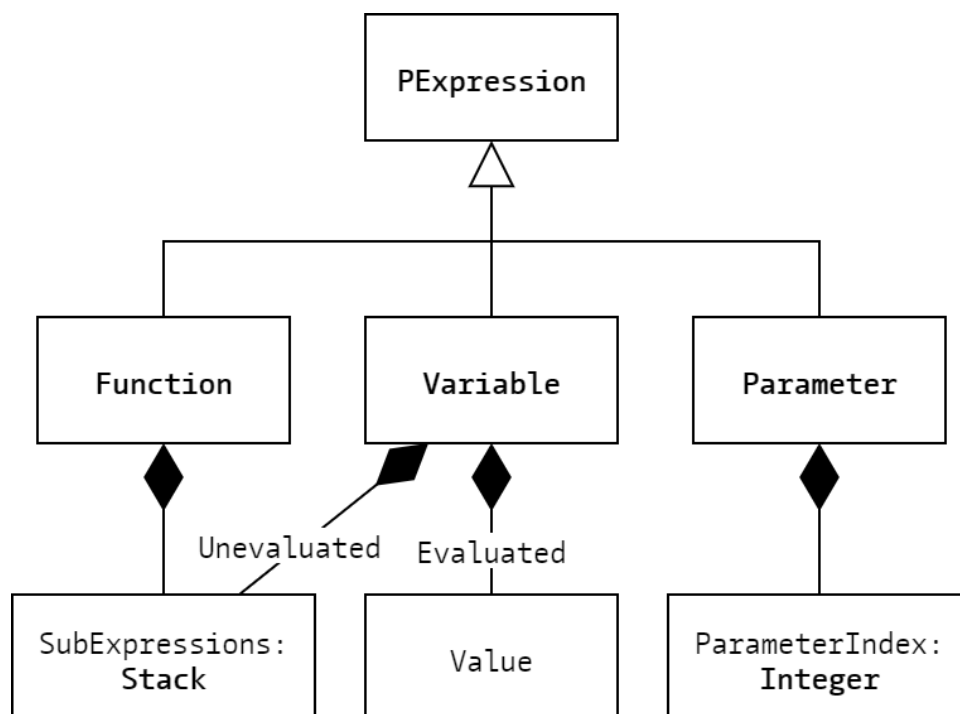 PExpression
Function
Variable
Parameter
Unevaluated
Evaluated
SubExpressions:
Stack
Value
ParameterIndex:
Integer